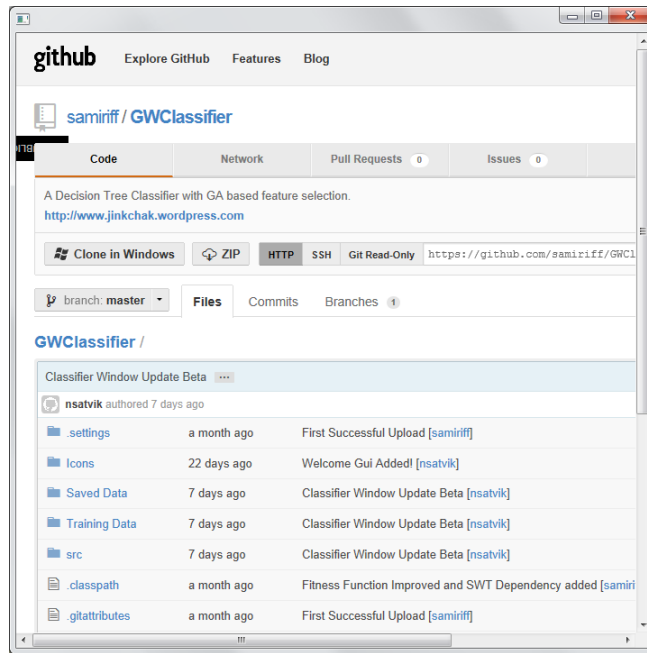 github Explore GitHub Features Blog
samiriff / GWClassifier
Code Network Pull Requests 0 Issues 0
A Decision Tree Classifier with GA based feature selection.
http://www.jinkchak.wordpress.com
Clone in Windows ZIP HTTP SSH Git Read-Only https://github.com/samiriff/GWCl
branch: master Files Commits Branches 1
GWClassifier /
Classifier Window Update Beta ...
nsatvik authored 7 days ago
.settings a month ago First Successful Upload [samiriff]
Icons 22 days ago Welcome Gui Added! [nsatvik]
Saved Data 7 days ago Classifier Window Update Beta [nsatvik]
Training Data 7 days ago Classifier Window Update Beta [nsatvik]
src 7 days ago Classifier Window Update Beta [nsatvik]
.classpath a month ago Fitness Function Improved and SWT Dependency added [samiri
.gitattributes a month ago First Successful Upload [samiriff]